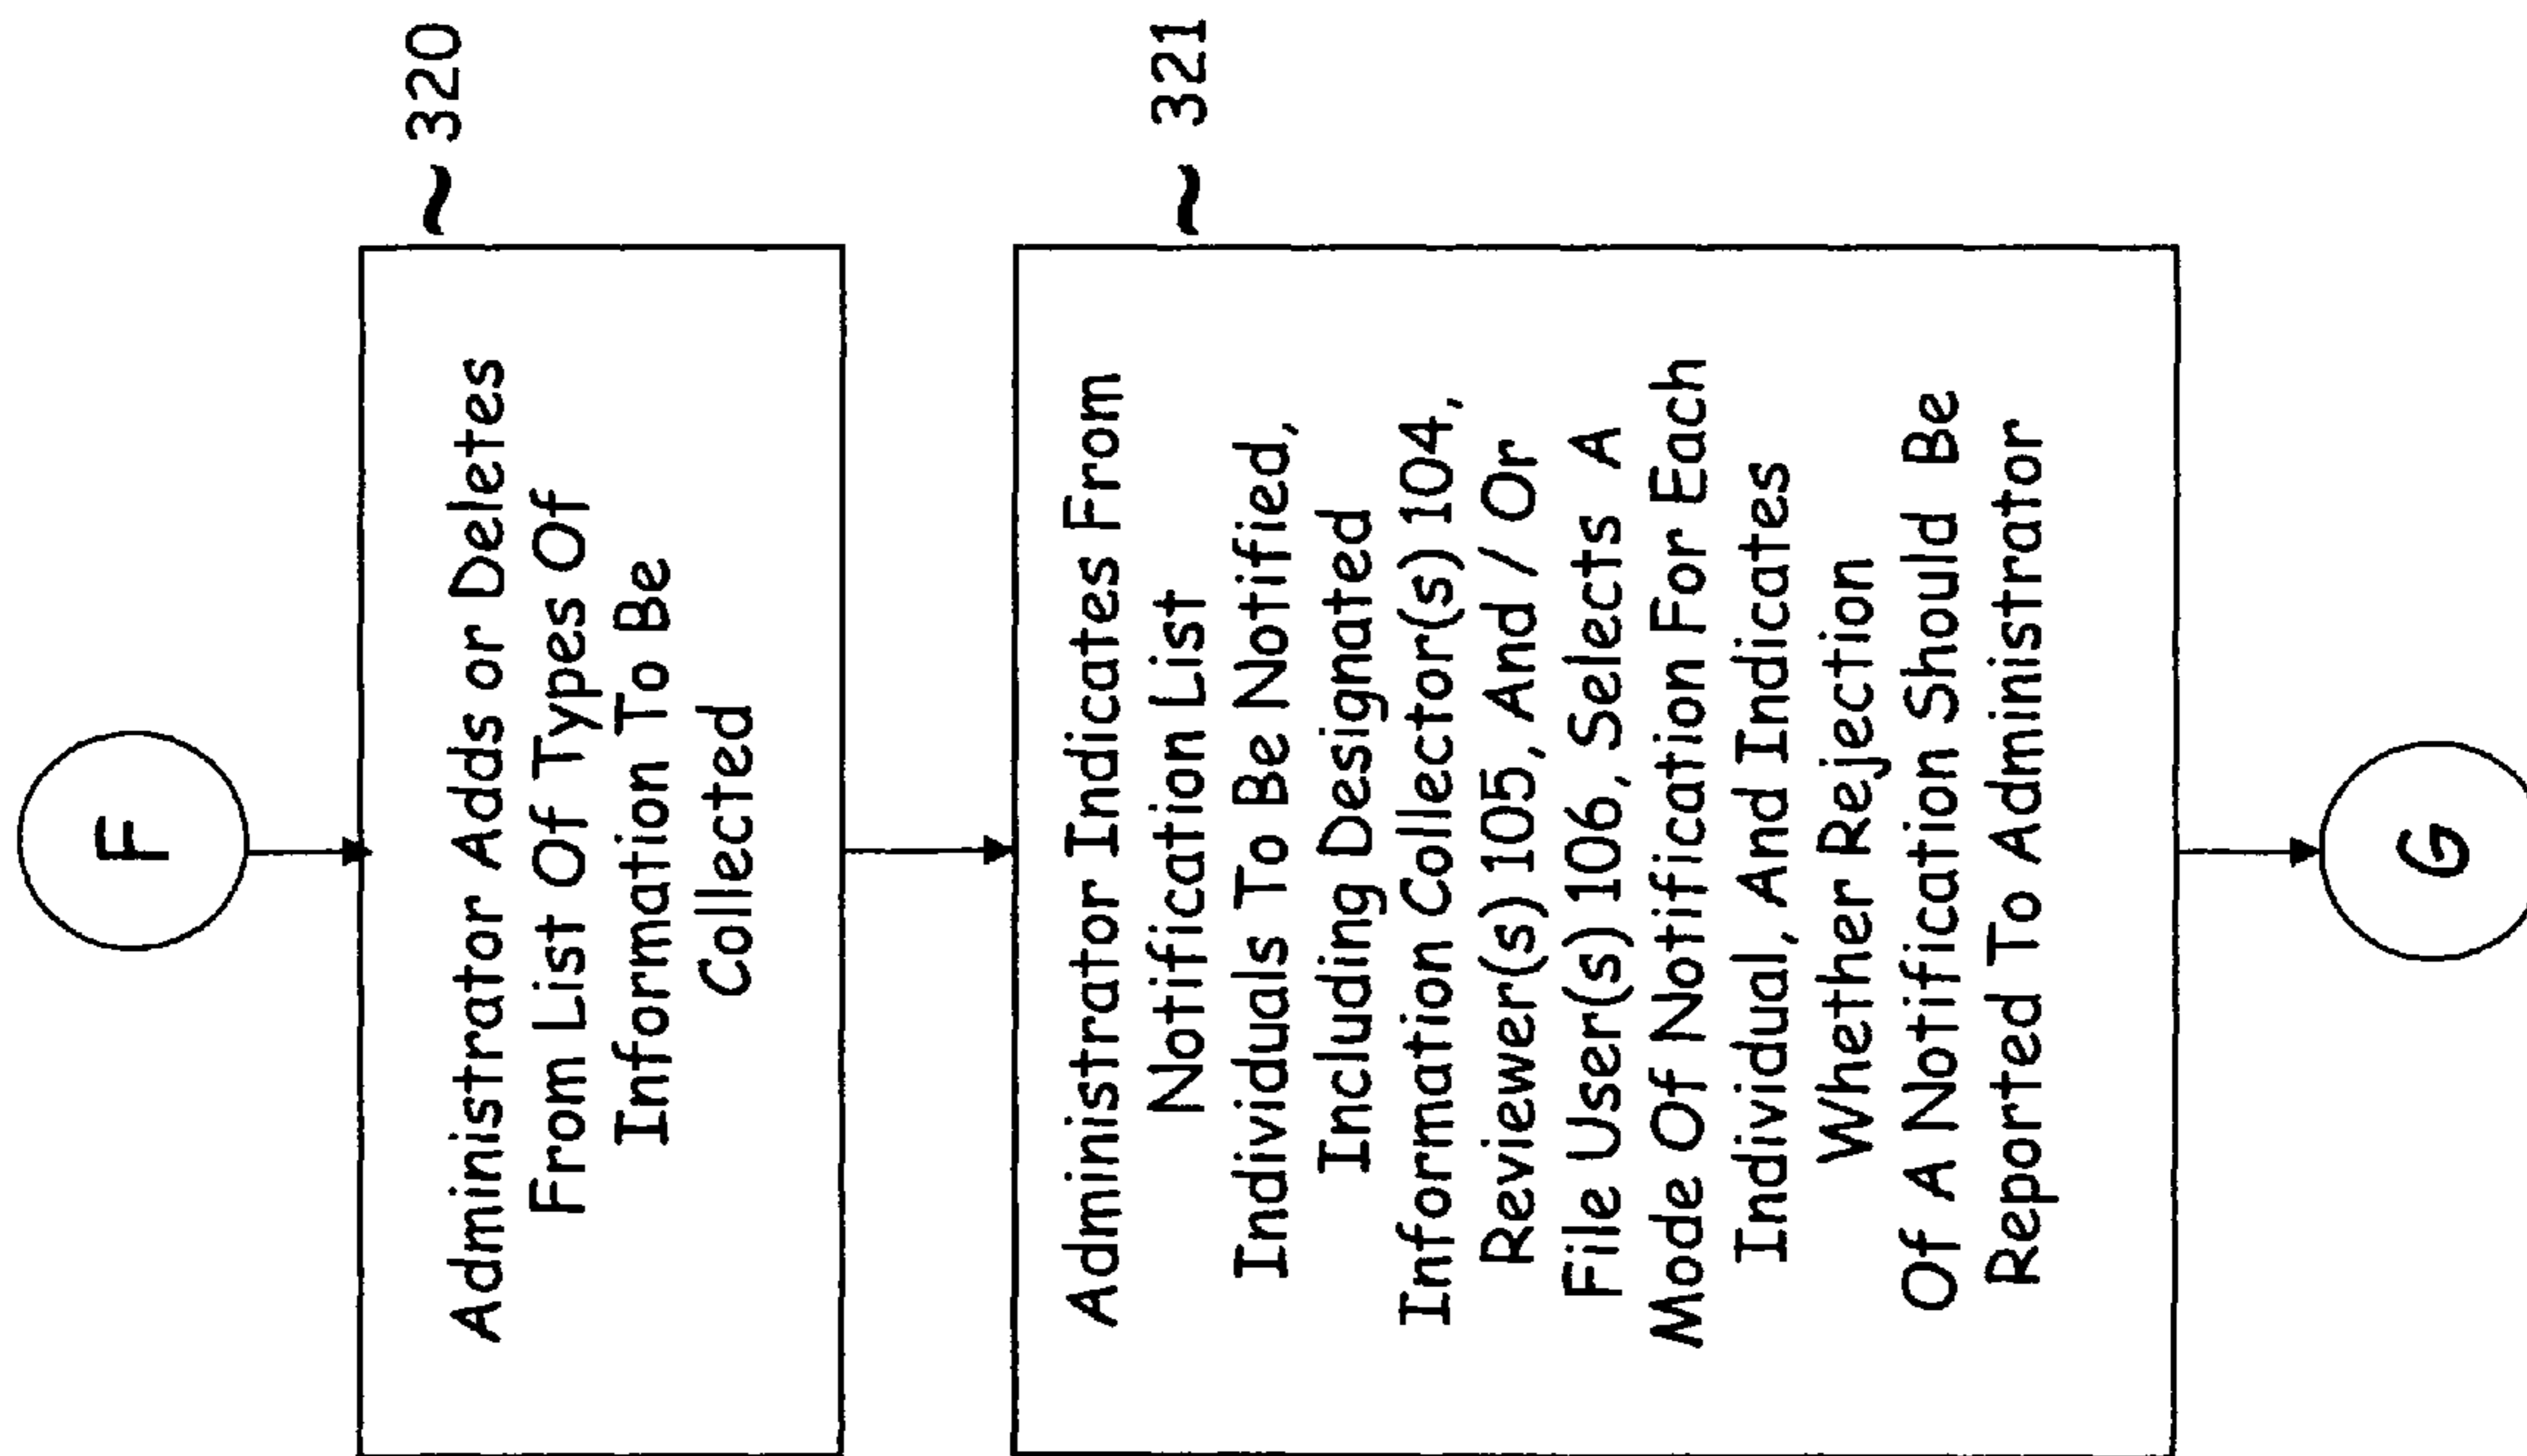 F
320
Administrator Adds or Deletes
From List Of Types Of
Information To Be
Collected
321
Administrator Indicates From
Notification List
Individuals To Be Notified,
Including Designated
Information Collector(s) 104,
Reviewer(s) 105, And / Or
File User(s) 106, Selects A
Mode Of Notification For Each
Individual, And Indicates
Whether Rejection
Of A Notification Should Be
Reported To Administrator
G